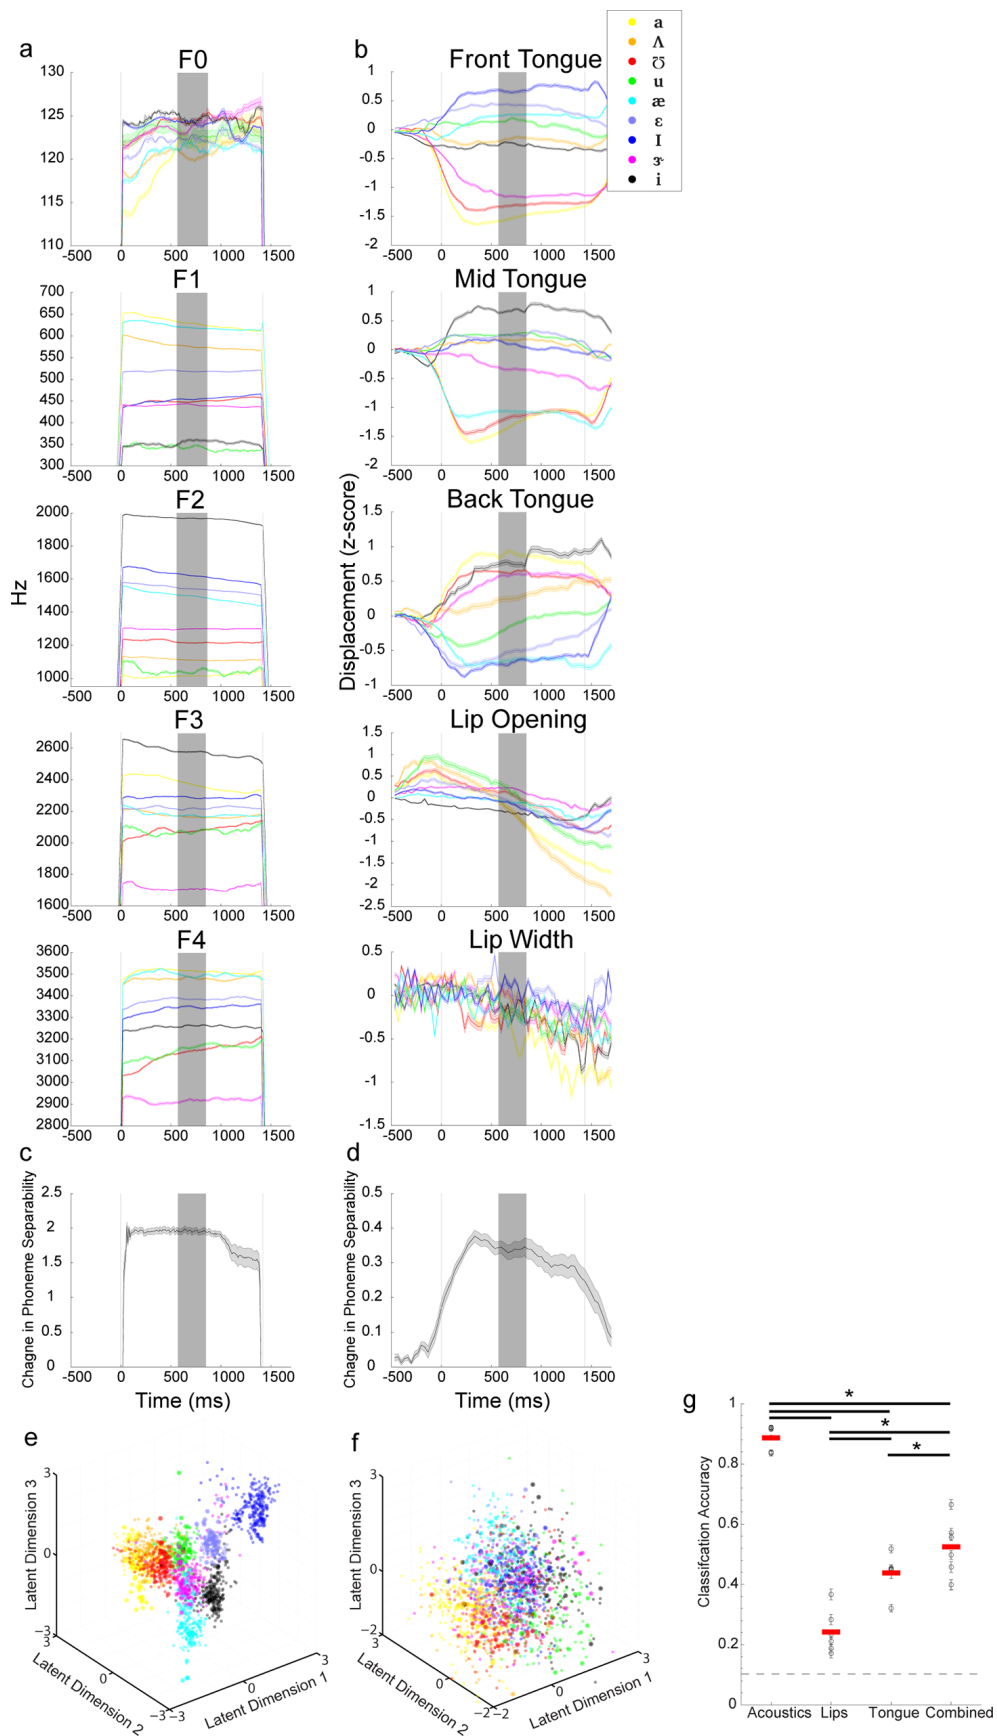 a
F0
130
125
120
115
110
-500 0 500 1000 1500
F1
700
650
600
550
500
450
400
350
300
-500 0 500 1000 1500
F2
2000
1800
1600
1400
1200
1000
-500 0 500 1000 1500
Hz
F3
2600
2400
2200
2000
1800
1600
-500 0 500 1000 1500
F4
3600
3500
3400
3300
3200
3100
3000
2900
2800
-500 0 500 1000 1500
b
Front Tongue
1
0.5
0
-0.5
-1
-1.5
-2
-500 0 500 1000 1500
a
Λ
℧
u
æ
ε
I
ɝ
i
Mid Tongue
1
0.5
0
-0.5
-1
-1.5
-2
-500 0 500 1000 1500
Back Tongue
1.5
1
0.5
0
-0.5
-1
-500 0 500 1000 1500
Displacement (z-score)
Lip Opening
1.5
1
0.5
0
-0.5
-1
-1.5
-2
-2.5
-500 0 500 1000 1500
Lip Width
0.5
0
-0.5
-1
-1.5
-500 0 500 1000 1500
c
Chagne in Phoneme Separability
2.5
2
1.5
1
0.5
0
-500 0 500 1000 1500
Time (ms)
d
Chagne in Phoneme Separability
0.5
0.4
0.3
0.2
0.1
0
-500 0 500 1000 1500
Time (ms)
e
Latent Dimension 3
3
0
-3
3
0
-3
-3
0
3
Latent Dimension 2
Latent Dimension 1
f
Latent Dimension 3
3
0
-2
3
0
-2
-2
0
3
Latent Dimension 2
Latent Dimension 1
g
Classifcation Accuracy
1
0.8
0.6
0.4
0.2
0
*
*
*
Acoustics Lips Tongue Combined